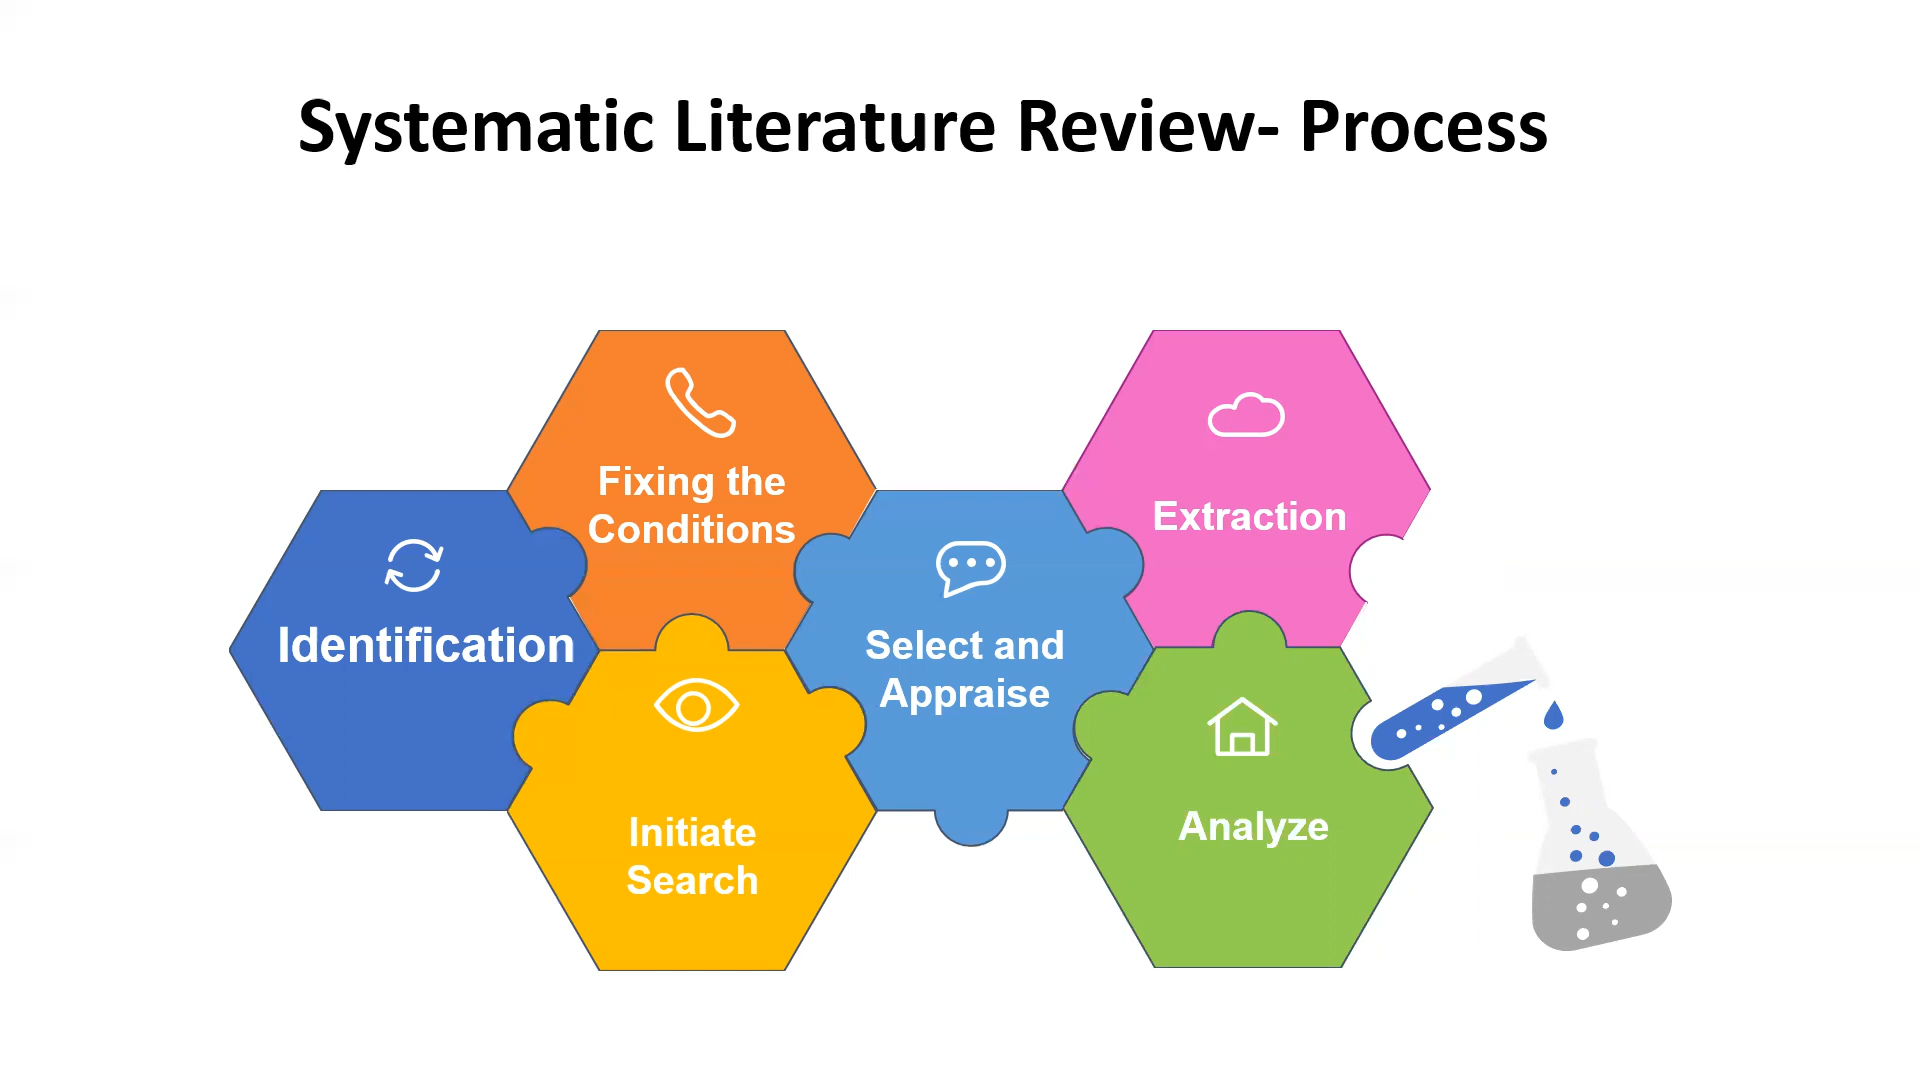 Systematic Literature Review- Process
Identification
Fixing the
Conditions
Initiate
Search
Select and
Appraise
Extraction
Analyze